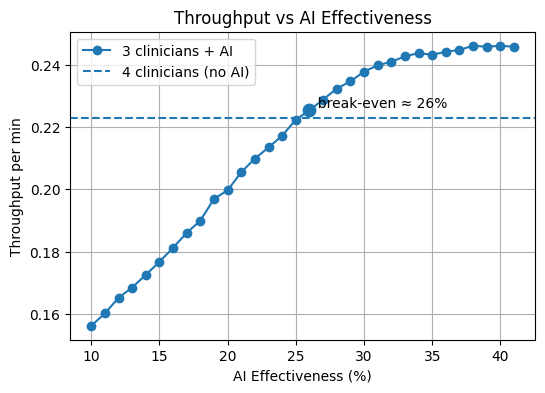 Throughput vs AI Effectiveness
3 clinicians + AI
4 clinicians (no AI)
break-even ≈ 26%
Throughput per min
0.24
0.22
0.20
0.18
0.16
10
15
20
25
30
35
40
AI Effectiveness (%)